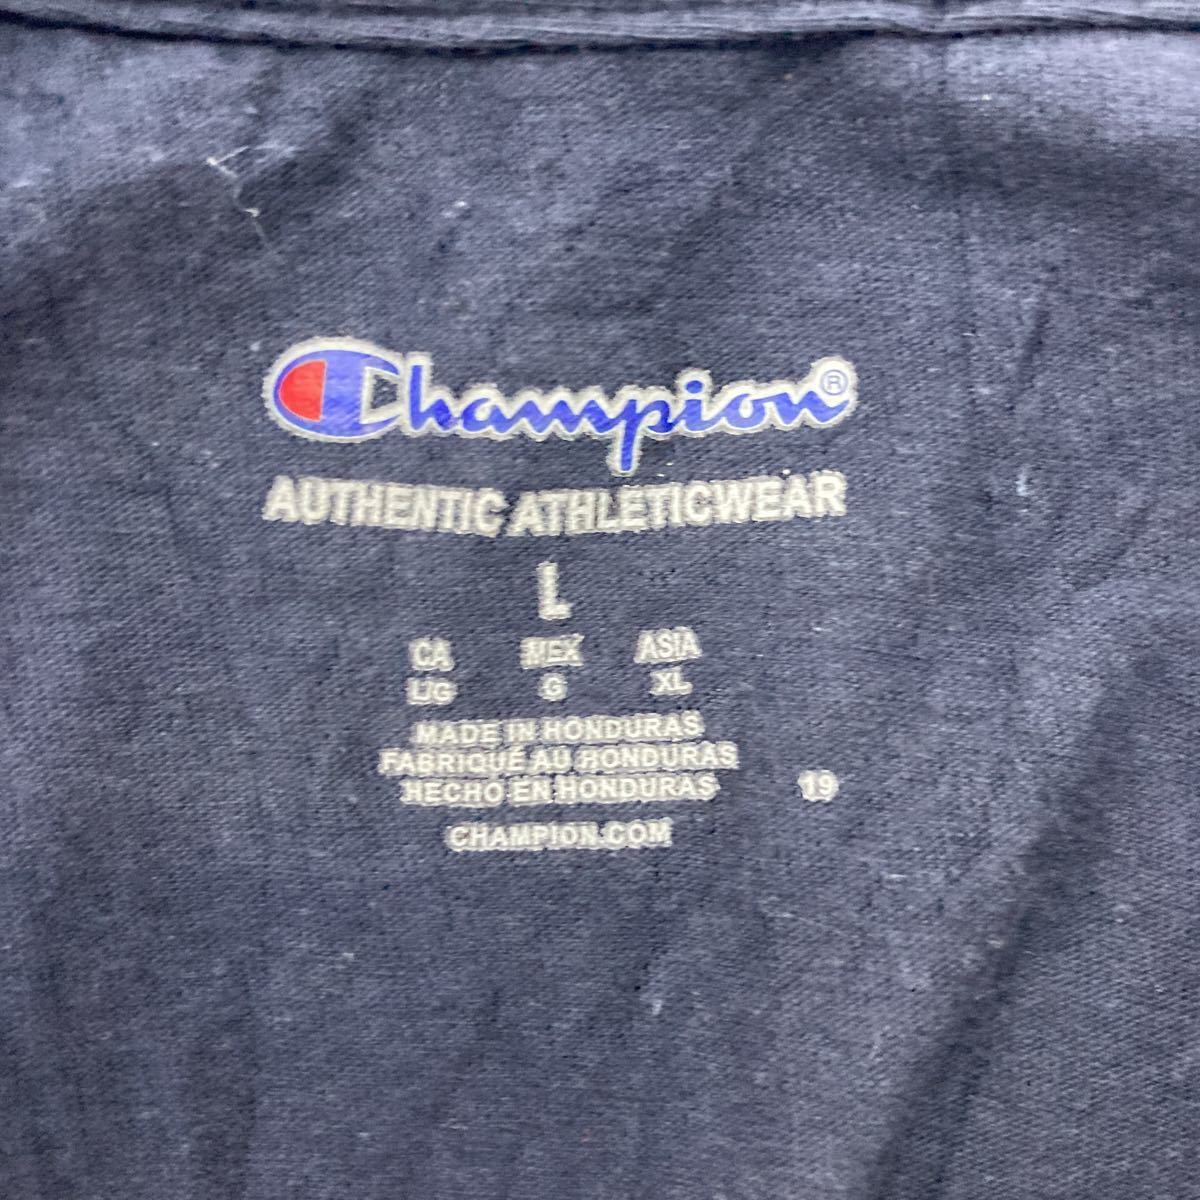 Champion®
AUTHENTIC ATHLETICWEAR
L
CA MEX ASIA
L/G G XL
MADE IN HONDURAS
FABRIQUÉ AU HONDURAS
HECHO EN HONDURAS 19
CHAMPION.COM